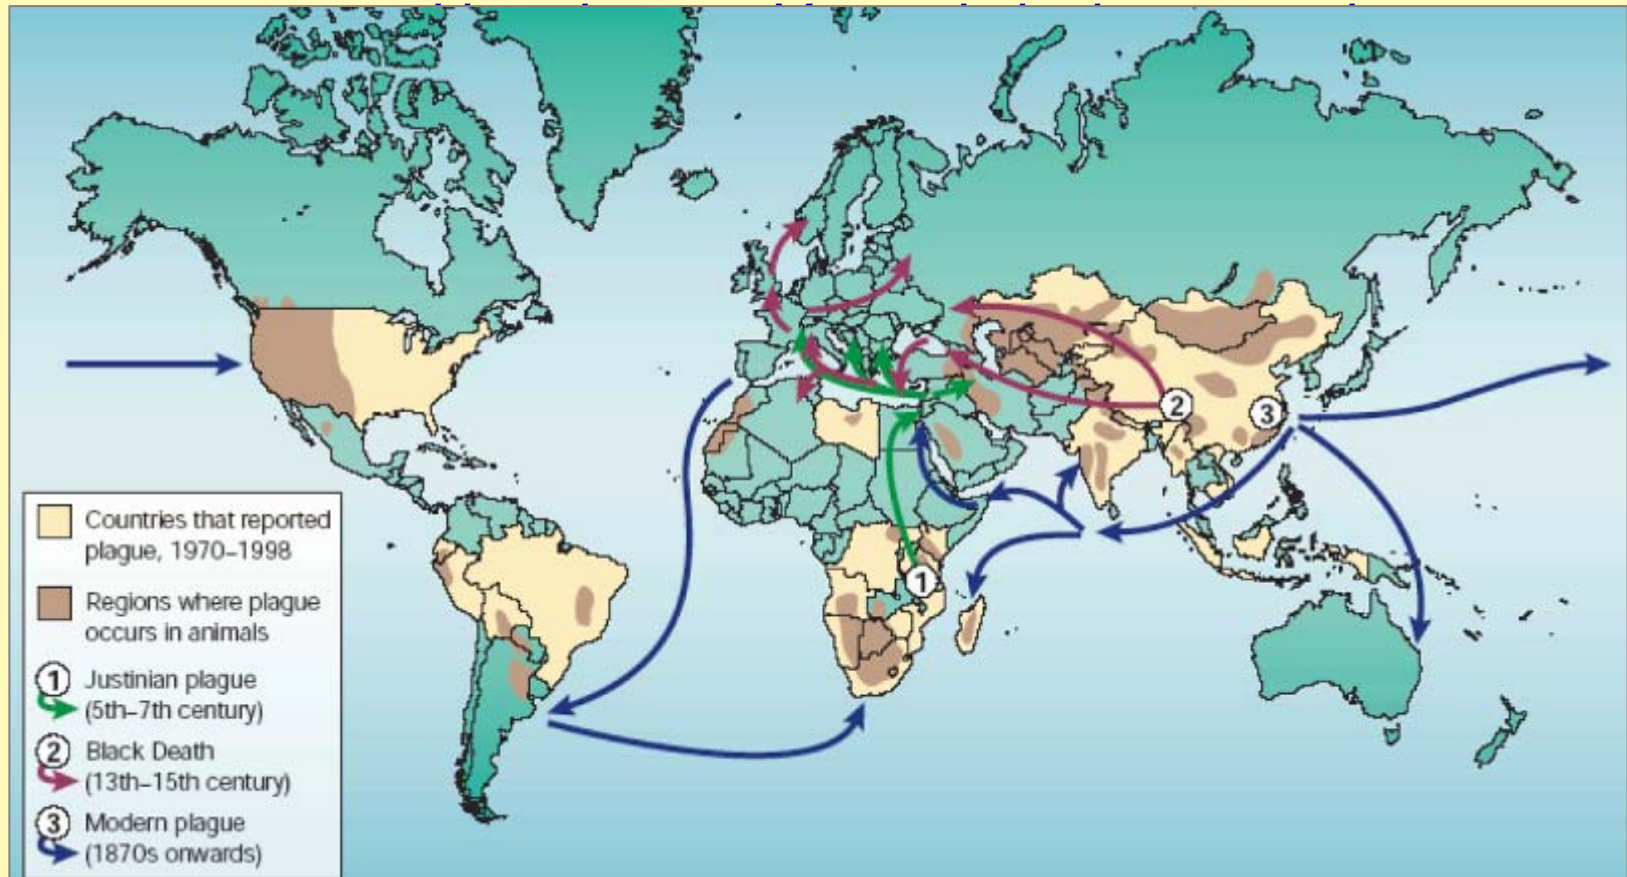 2
3
1
Countries that reported
plague, 1970–1998
Regions where plague
occurs in animals
1 Justinian plague
(5th–7th century)
2 Black Death
(13th–15th century)
3 Modern plague
(1870s onwards)